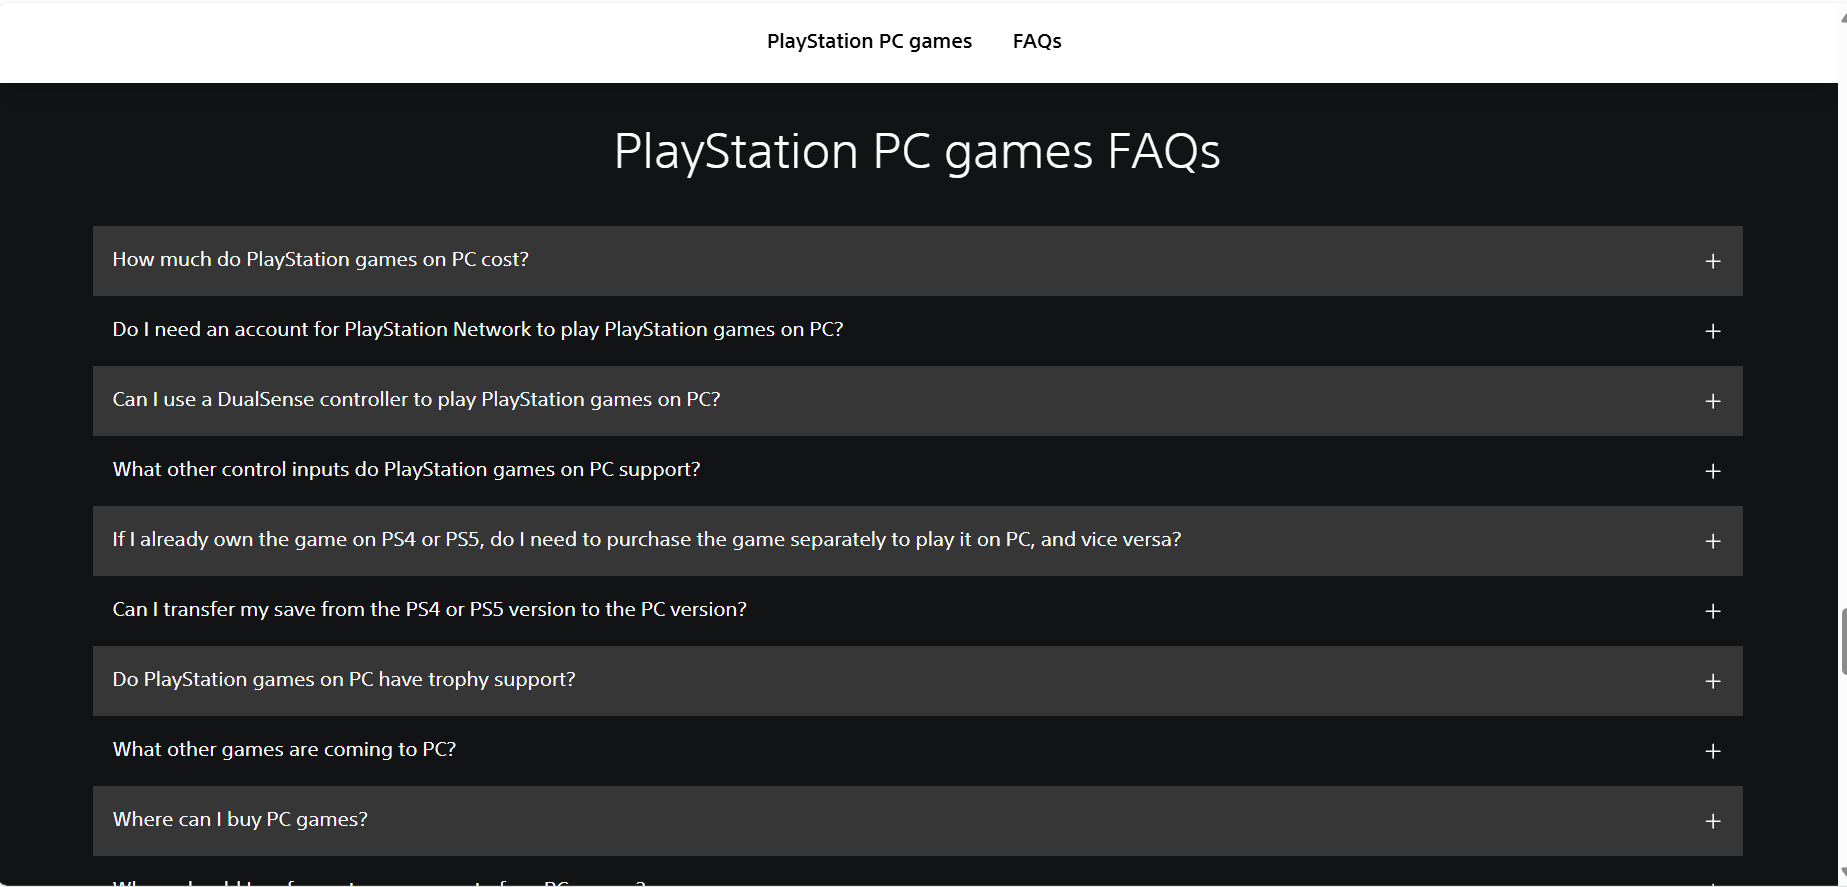 PlayStation PC games FAQs
PlayStation PC games FAQs
How much do PlayStation games on PC cost?
Do I need an account for PlayStation Network to play PlayStation games on PC?
Can I use a DualSense controller to play PlayStation games on PC?
What other control inputs do PlayStation games on PC support?
If I already own the game on PS4 or PS5, do I need to purchase the game separately to play it on PC, and vice versa?
Can I transfer my save from the PS4 or PS5 version to the PC version?
Do PlayStation games on PC have trophy support?
What other games are coming to PC?
Where can I buy PC games?